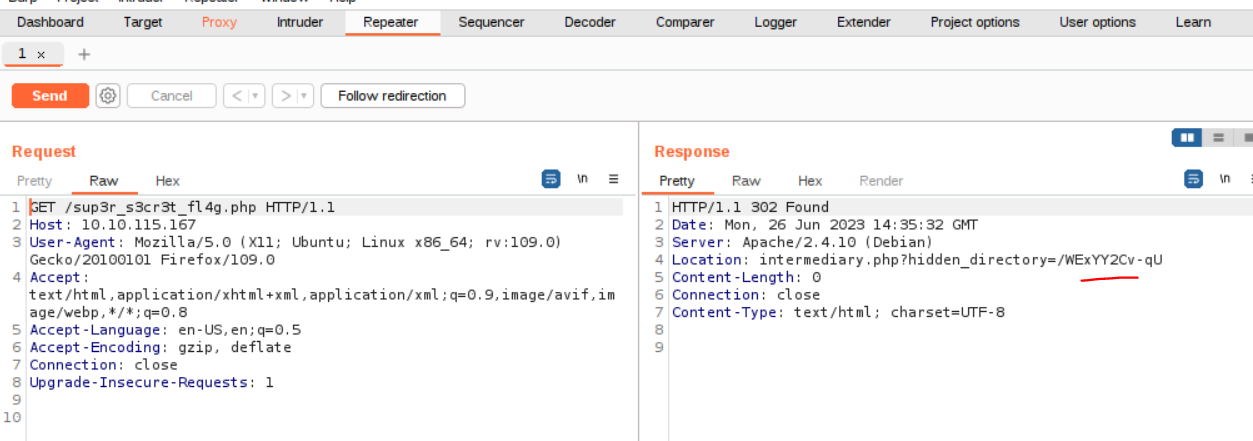 Dashboard Target Proxy Intruder Repeater Sequencer Decoder Comparer Logger Extender Project options User options Learn
1 × +
Send Cancel < > Follow redirection
Request
Pretty Raw Hex \n
1 GET /sup3r_s3cr3t_fl4g.php HTTP/1.1
2 Host: 10.10.115.167
3 User-Agent: Mozilla/5.0 (X11; Ubuntu; Linux x86_64; rv:109.0)
Gecko/20100101 Firefox/109.0
4 Accept:
text/html,application/xhtml+xml,application/xml;q=0.9,image/avif,im
age/webp,*/*;q=0.8
5 Accept-Language: en-US,en;q=0.5
6 Accept-Encoding: gzip, deflate
7 Connection: close
8 Upgrade-Insecure-Requests: 1
9
10
Response
Pretty Raw Hex Render \n
1 HTTP/1.1 302 Found
2 Date: Mon, 26 Jun 2023 14:35:32 GMT
3 Server: Apache/2.4.10 (Debian)
4 Location: intermediary.php?hidden_directory=/WExYY2Cv-qU
5 Content-Length: 0
6 Connection: close
7 Content-Type: text/html; charset=UTF-8
8
9